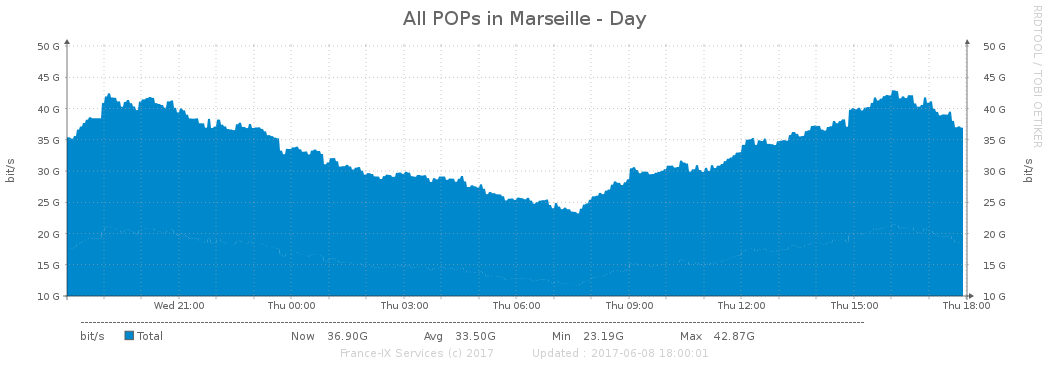 All POPs in Marseille - Day
RRDTOOL / TOBI OETIKER
bit/s
50 G 50 G
45 G 45 G
40 G 40 G
35 G 35 G
30 G 30 G
25 G 25 G
20 G 20 G
15 G 15 G
10 G 10 G
bit/s
Wed 21:00 Thu 00:00 Thu 03:00 Thu 06:00 Thu 09:00 Thu 12:00 Thu 15:00 Thu 18:00
bit/s Total Now 36.90G Avg 33.50G Min 23.19G Max 42.87G
France-IX Services (c) 2017 Updated : 2017-06-08 18:00:01